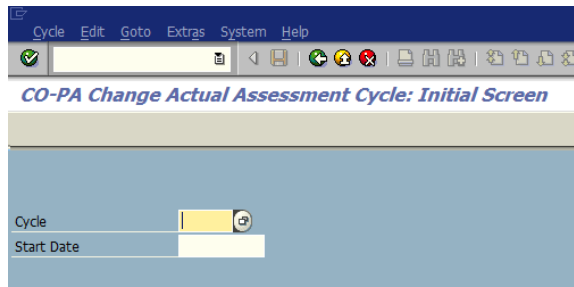 Cycle Edit Goto Extras System Help
CO-PA Change Actual Assessment Cycle: Initial Screen
Cycle
Start Date